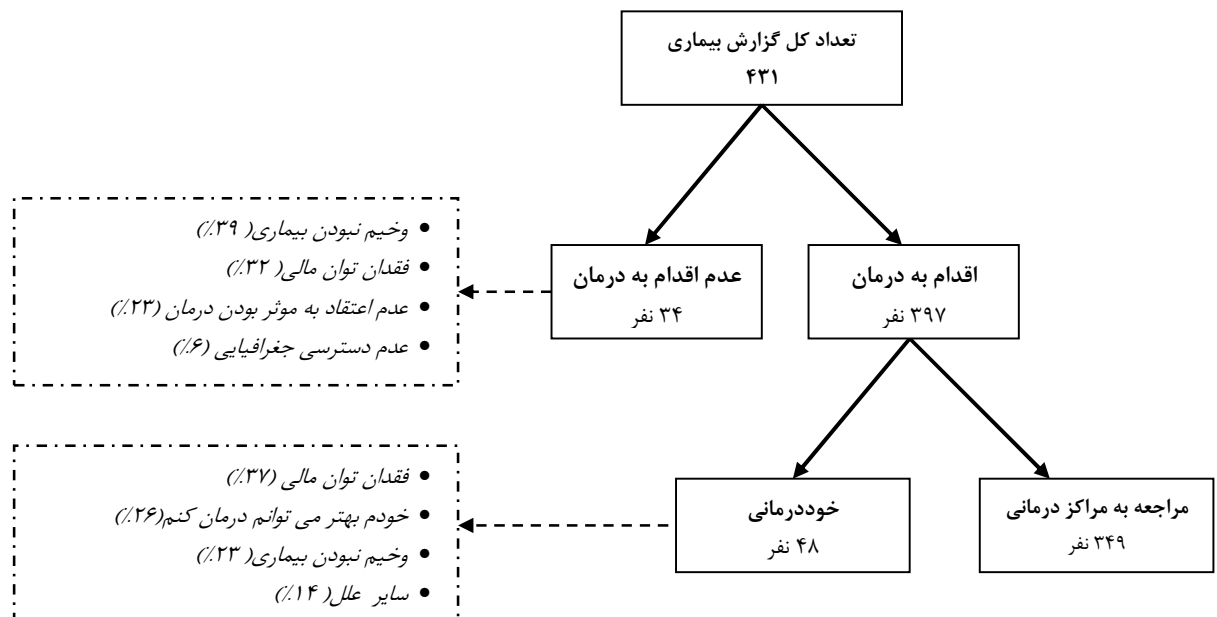 تعداد کل گزارش بیماری
۴۳۱
اقدام به درمان
۳۹۷ نفر
عدم اقدام به درمان
۳۴ نفر
• وخیم نبودن بیماری( ۳۹٪)
• فقدان توان مالی( ۳۲٪)
• عدم اعتقاد به موثر بودن درمان (۲۳٪)
• عدم دسترسی جغرافیایی (۶٪)
مراجعه به مراکز درمانی
۳۴۹ نفر
خوددرمانی
۴۸ نفر
• فقدان توان مالی (۳۷٪)
• خودم بهتر می توانم درمان کنم(۲۶٪)
• وخیم نبودن بیماری( ۲۳٪)
• سایر علل( ۱۴٪)